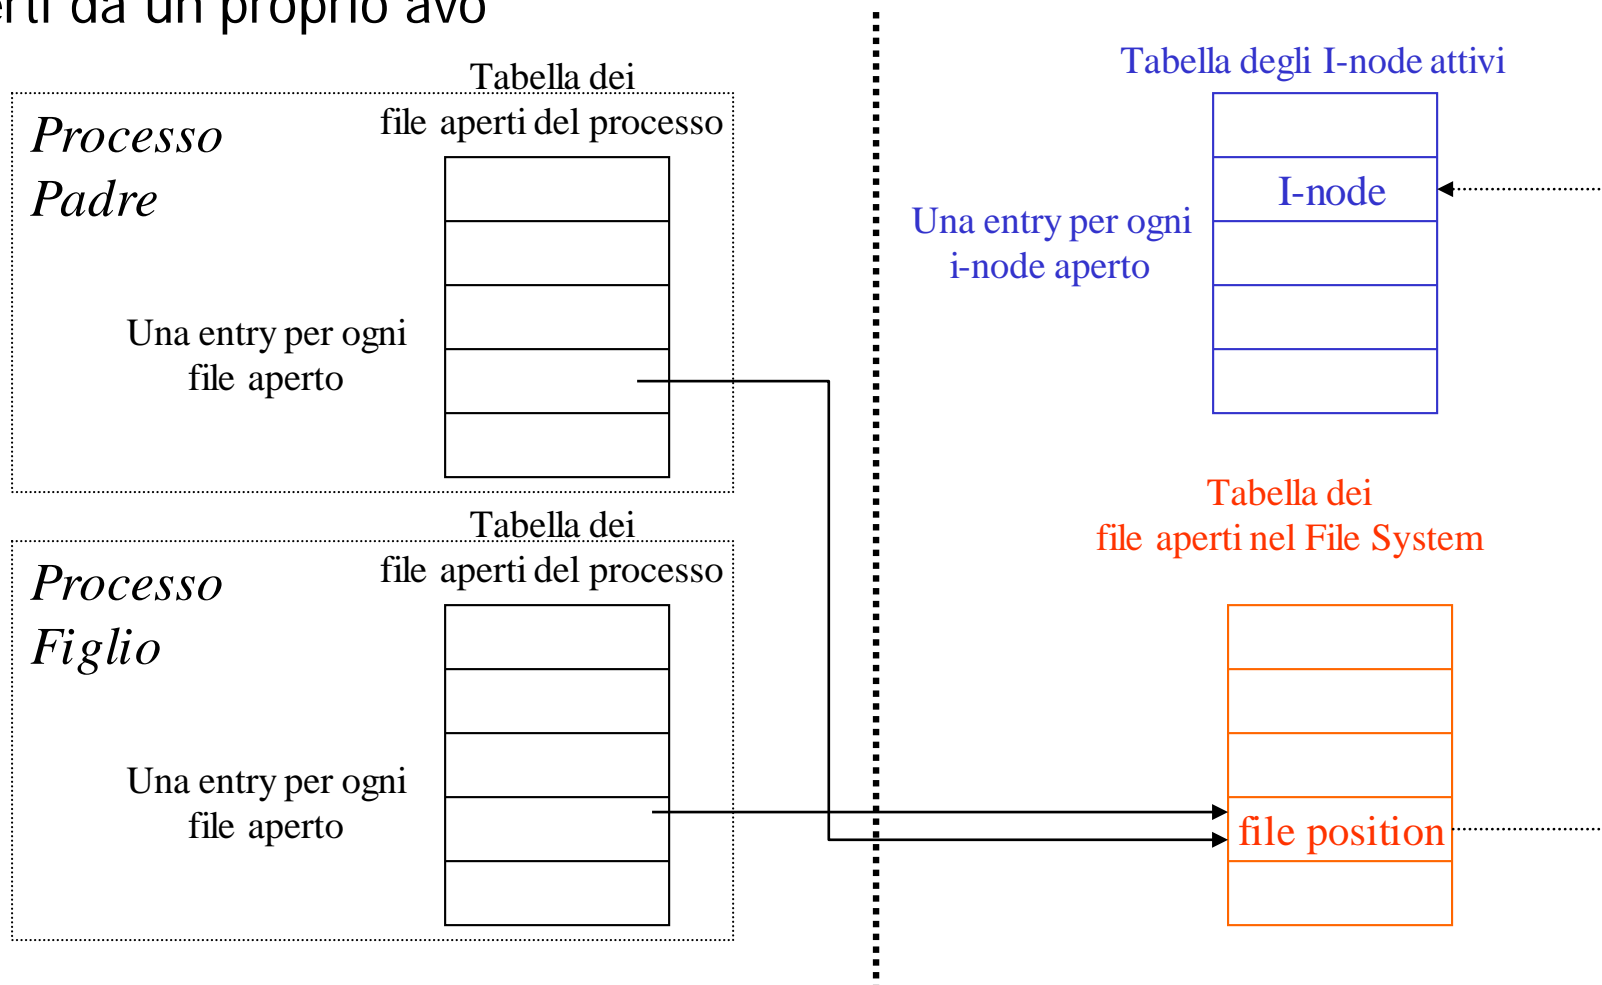 erti da un proprio avo
Tabella dei
file aperti del processo
Processo
Padre
Una entry per ogni
file aperto
Tabella dei
file aperti del processo
Processo
Figlio
Una entry per ogni
file aperto
Tabella degli I-node attivi
I-node
Una entry per ogni
i-node aperto
Tabella dei
file aperti nel File System
file position